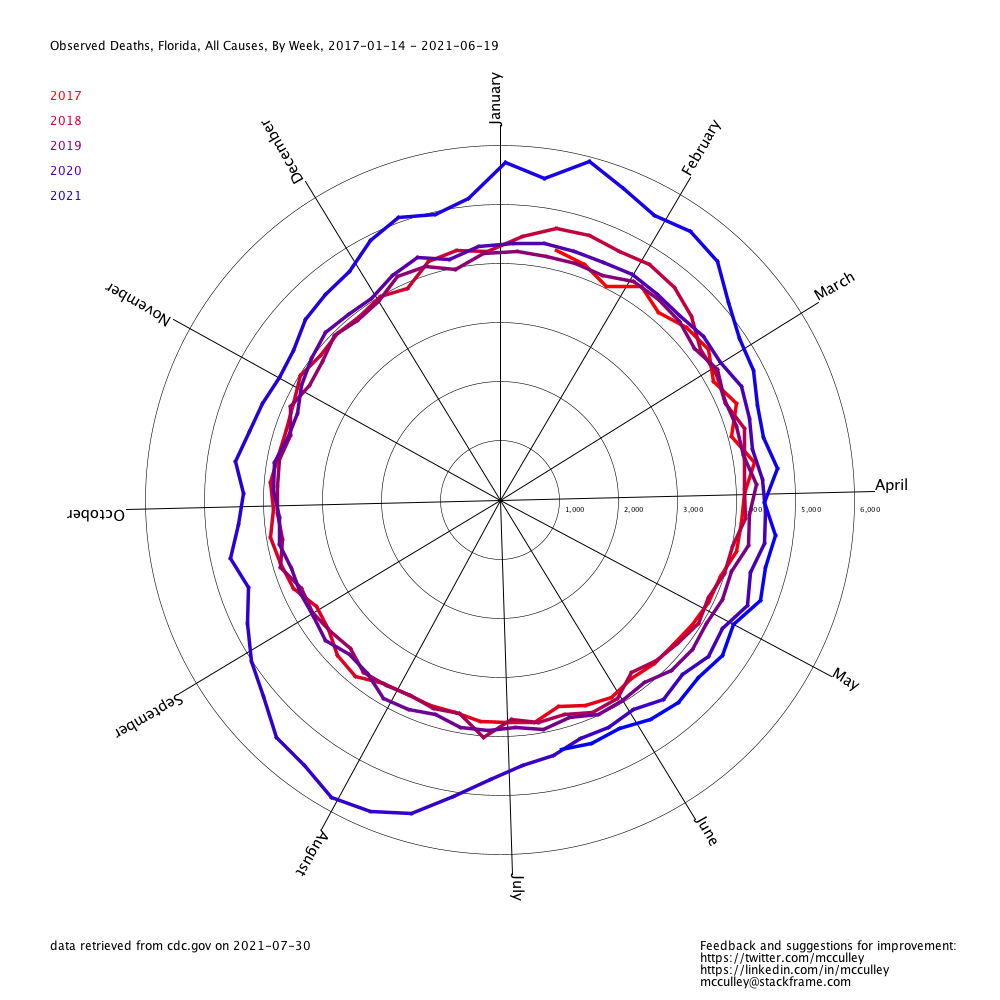 Observed Deaths, Florida, All Causes, By Week, 2017-01-14 - 2021-06-19
2017
2018
2019
2020
2021
January
February
March
April
May
June
July
August
September
October
November
December
1,000
2,000
3,000
4,000
5,000
6,000
data retrieved from cdc.gov on 2021-07-30
Feedback and suggestions for improvement:
https://twitter.com/mcculley
https://linkedin.com/in/mcculley
mcculley@stackframe.com